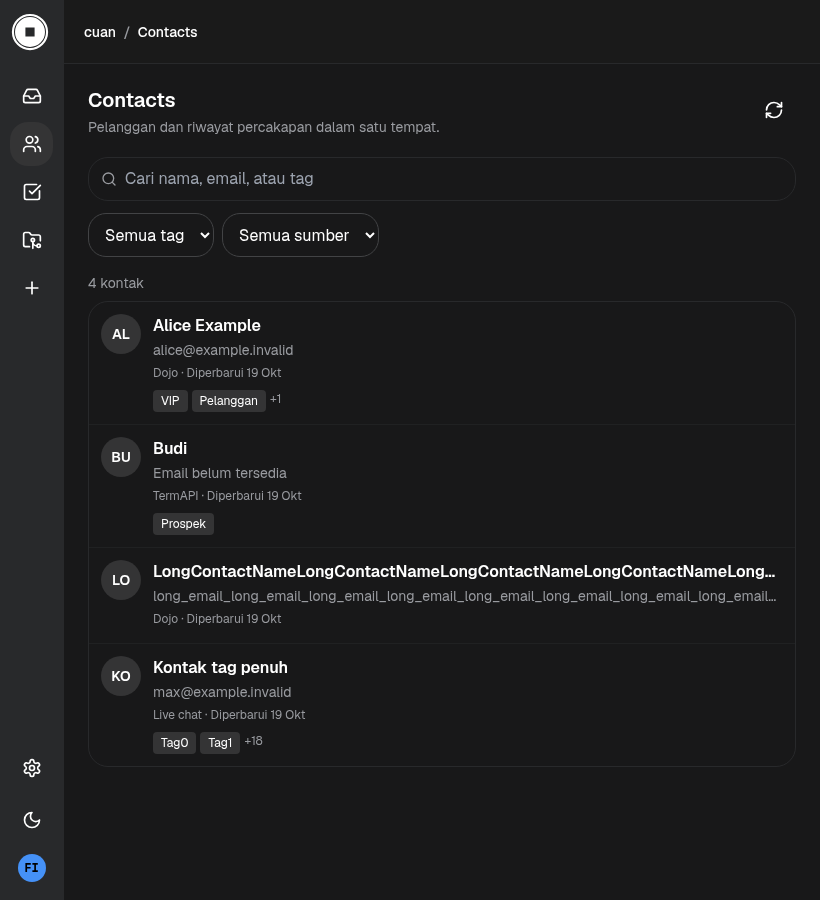 cuan / Contacts
Contacts
Pelanggan dan riwayat percakapan dalam satu tempat.
Cari nama, email, atau tag
Semua tag
Semua sumber
4 kontak
AL
Alice Example
alice@example.invalid
Dojo · Diperbarui 19 Okt
VIP Pelanggan +1
BU
Budi
Email belum tersedia
TermAPI · Diperbarui 19 Okt
Prospek
LO
LongContactNameLongContactNameLongContactNameLongContactNameLong…
long_email_long_email_long_email_long_email_long_email_long_email_long_email_long_email…
Dojo · Diperbarui 19 Okt
KO
Kontak tag penuh
max@example.invalid
Live chat · Diperbarui 19 Okt
Tag0 Tag1 +18
FI